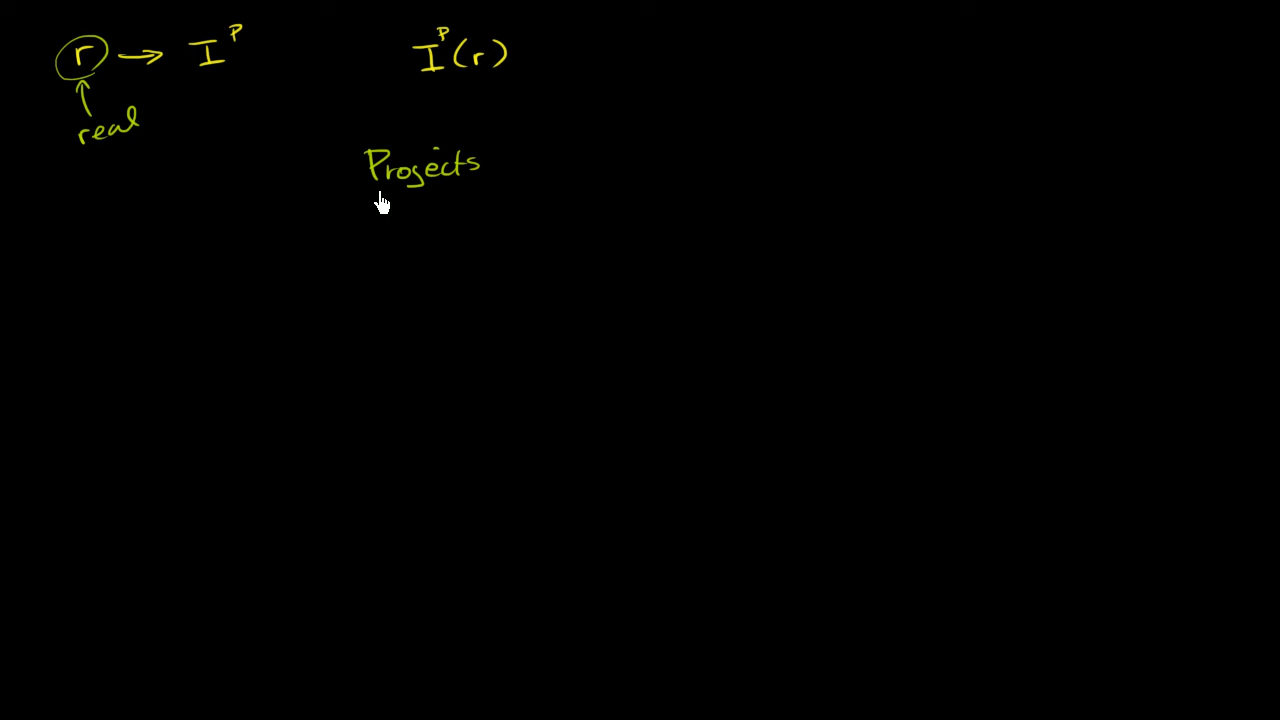 r → I^P I^P(r)
real
Projects